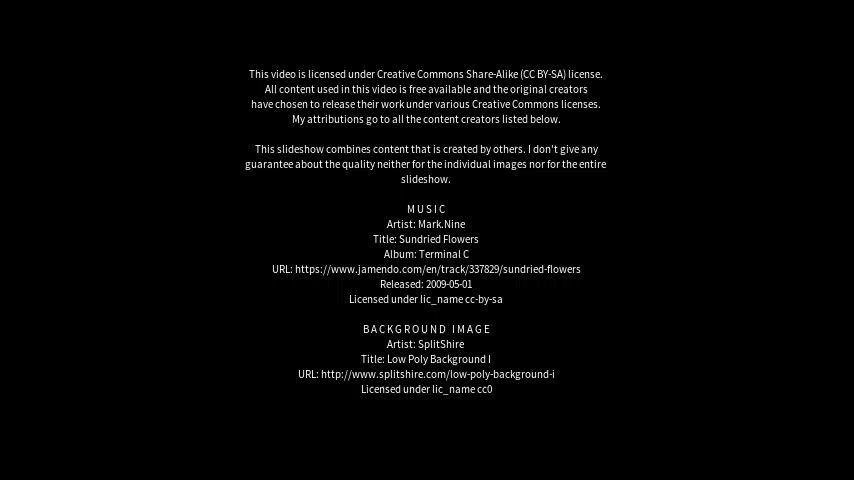 This video is licensed under Creative Commons Share-Alike (CC BY-SA) license.
All content used in this video is free available and the original creators
have chosen to release their work under various Creative Commons licenses.
My attributions go to all the content creators listed below.
This slideshow combines content that is created by others. I don't give any
guarantee about the quality neither for the individual images nor for the entire
slideshow.
MUSIC
Artist: Mark.Nine
Title: Sundried Flowers
Album: Terminal C
URL: https://www.jamendo.com/en/track/337829/sundried-flowers
Released: 2009-05-01
Licensed under lic_name cc-by-sa
BACKGROUND IMAGE
Artist: SplitShire
Title: Low Poly Background I
URL: http://www.splitshire.com/low-poly-background-i
Licensed under lic_name cc0